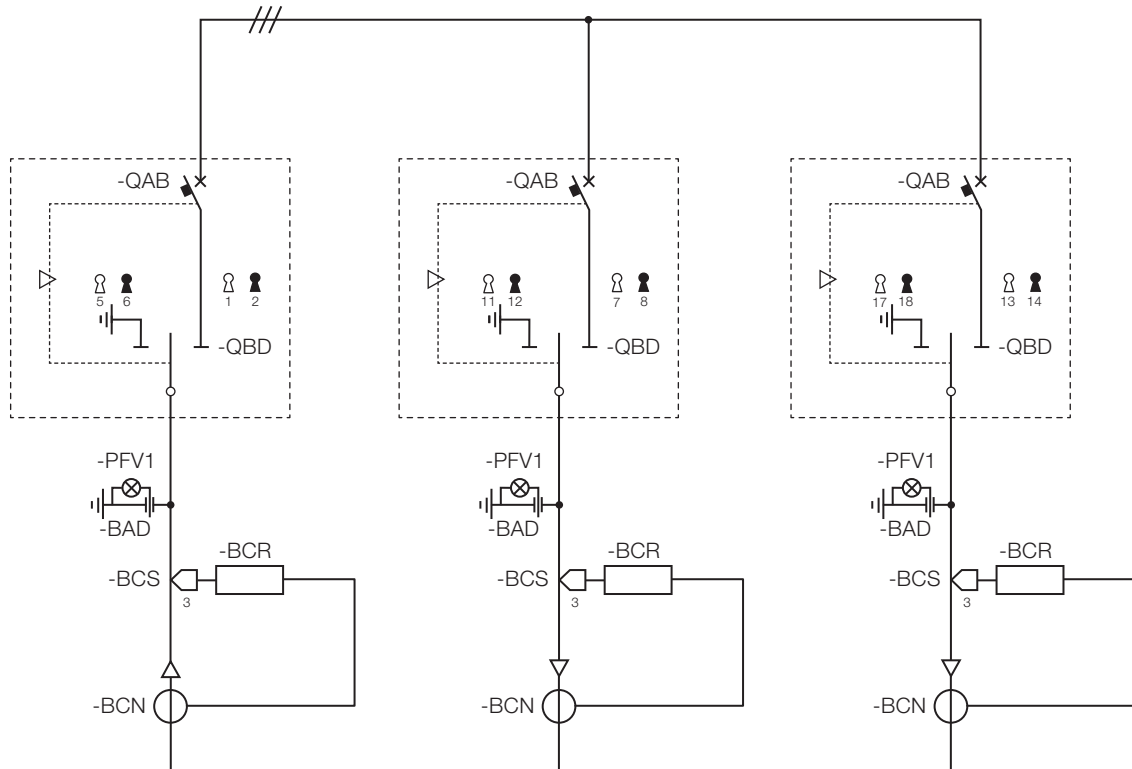 -QAB -QAB -QAB
5 6 1 2 11 12 7 8 17 18 13 14
-QBD -QBD -QBD
-PFV1 -PFV1 -PFV1
-BAD -BAD -BAD
-BCR -BCR -BCR
-BCS -BCS -BCS
3 3 3
-BCN -BCN -BCN